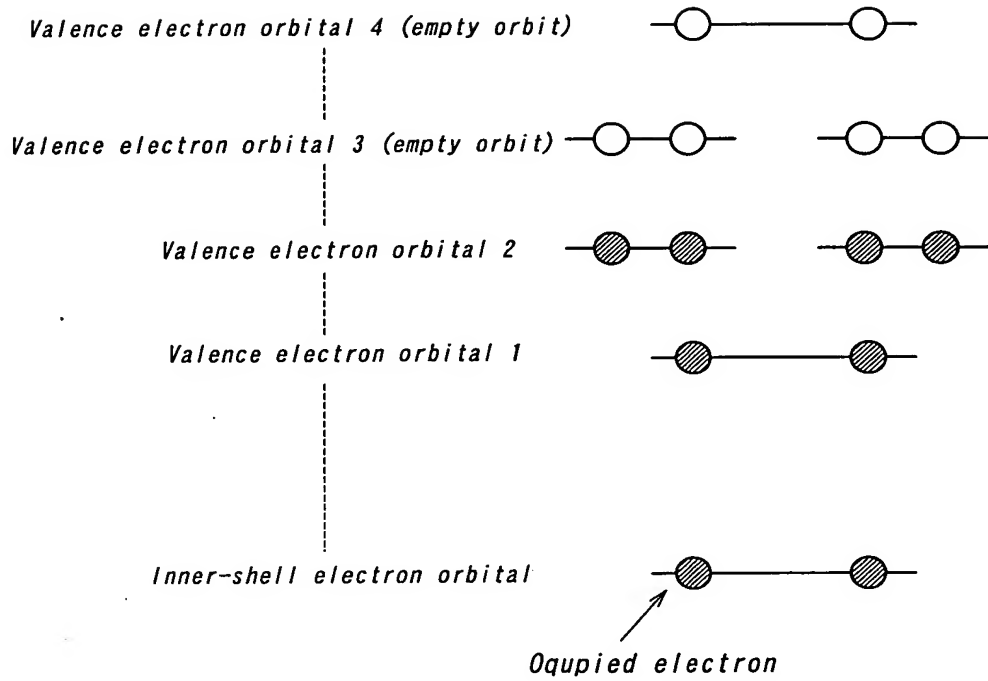 Valence electron orbital 4 (empty orbit)
Valence electron orbital 3 (empty orbit)
Valence electron orbital 2
Valence electron orbital 1
Inner-shell electron orbital
Oqupied electron